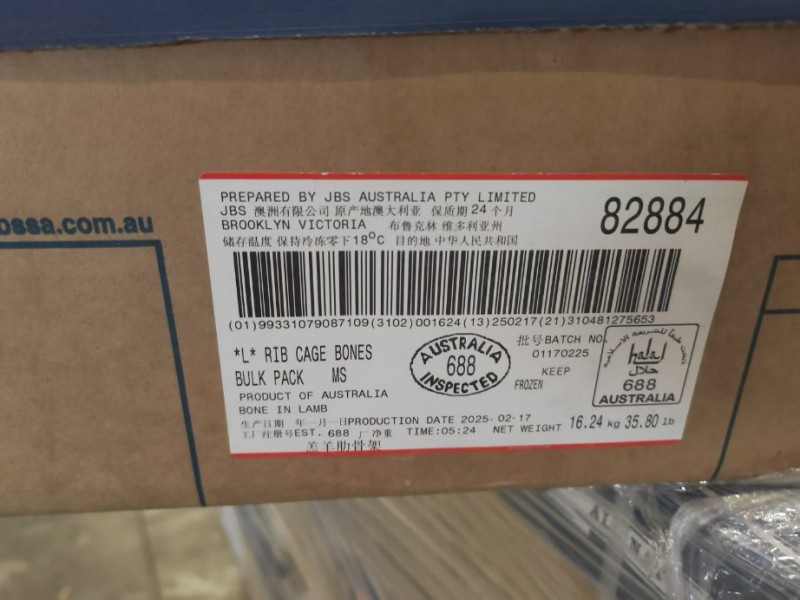 ossa.com.au
PREPARED BY JBS AUSTRALIA PTY LIMITED
JBS 澳洲有限公司 原产地澳大利亚 保质期24个月
82884
BROOKLYN VICTORIA 布鲁克林 维多利亚州
储存温度 保持冷冻零下18°C 目的地 中华人民共和国
(01)99331079087109(3102)001624(13)250217(21)310481275653
*L* RIB CAGE BONES
BULK PACK MS
PRODUCT OF AUSTRALIA
BONE IN LAMB
AUSTRALIA
688
INSPECTED
批号BATCH NO.
01170225
KEEP
FROZEN
halal
حلال
688
AUSTRALIA
生产日期 年—月—日PRODUCTION DATE 2025-02-17
工厂注册号EST. 688 厂 净重 TIME:05:24 NET WEIGHT 16.24 kg 35.80 lb
羔羊肋骨架